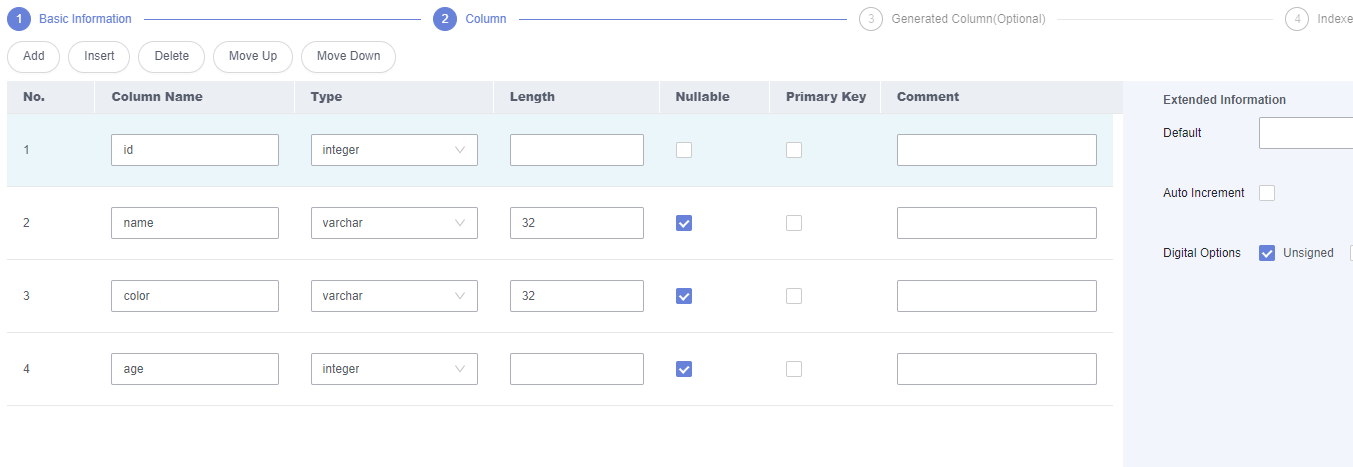 1 Basic Information 2 Column 3 Generated Column(Optional) 4 Indexe
Add Insert Delete Move Up Move Down
No. Column Name Type Length Nullable Primary Key Comment
1 id integer
2 name varchar 32
3 color varchar 32
4 age integer
Extended Information
Default
Auto Increment
Digital Options Unsigned